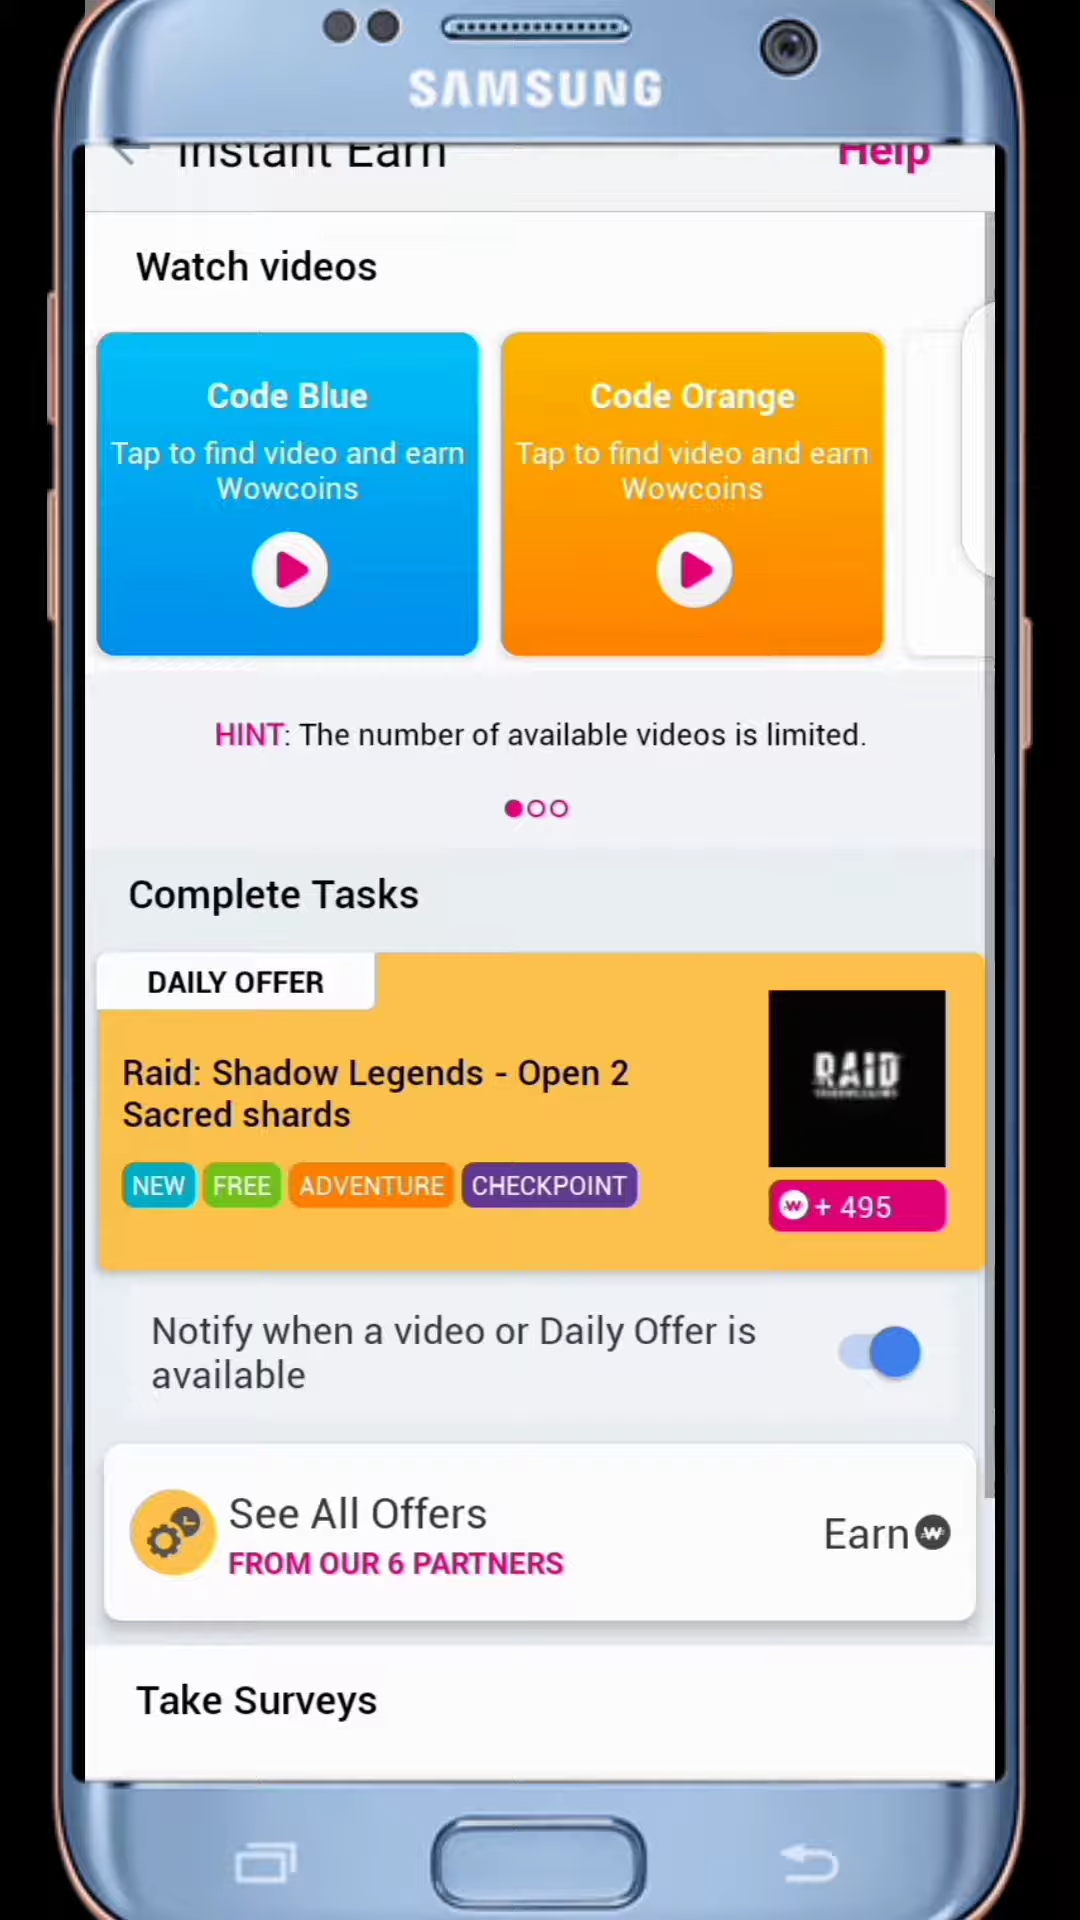 SAMSUNG
Instant Earn
Help
Watch videos
Code Blue
Tap to find video and earn
Wowcoins
Code Orange
Tap to find video and earn
Wowcoins
HINT: The number of available videos is limited.
Complete Tasks
DAILY OFFER
Raid: Shadow Legends - Open 2
Sacred shards
NEW FREE ADVENTURE CHECKPOINT
RAID
+ 495
Notify when a video or Daily Offer is
available
See All Offers
FROM OUR 6 PARTNERS
Earn
Take Surveys